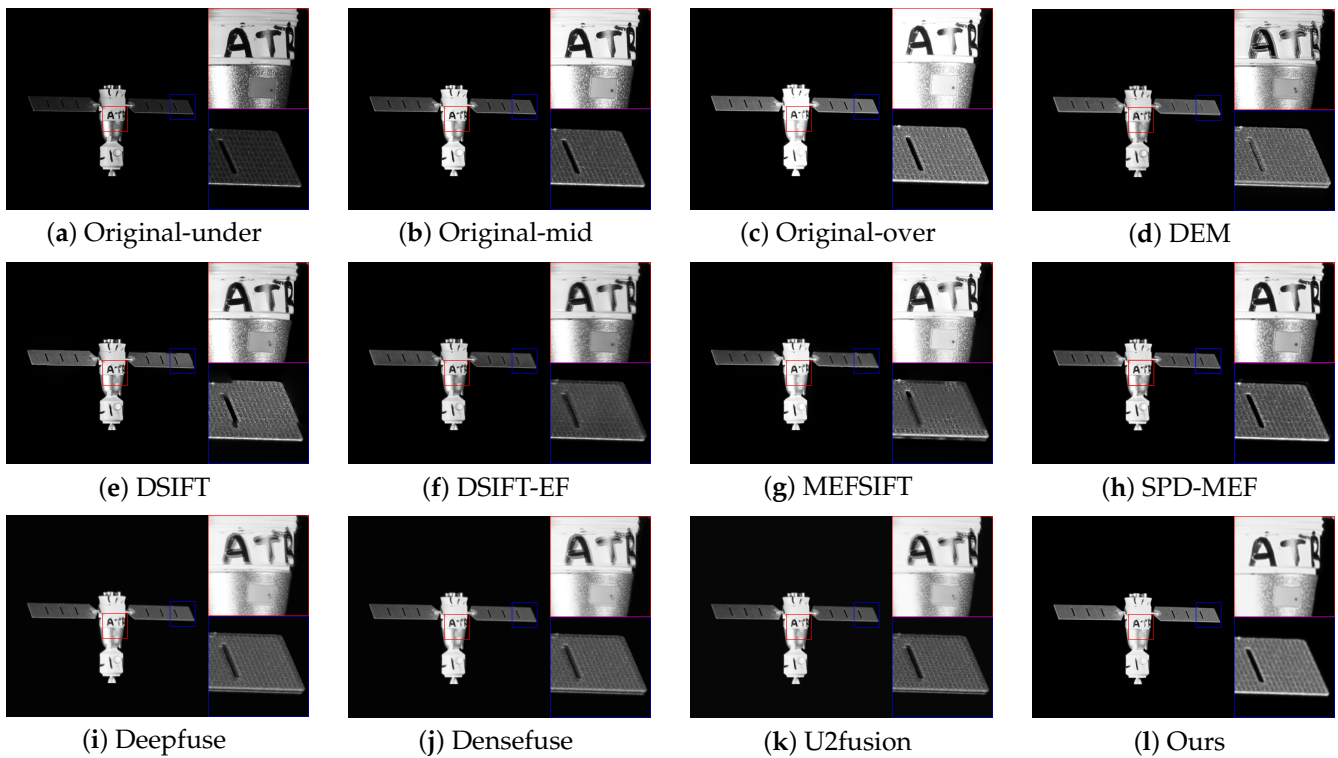 ATR ATR ATR ATR
(a) Original-under (b) Original-mid (c) Original-over (d) DEM
ATR ATR ATR ATR
(e) DSIFT (f) DSIFT-EF (g) MEFSIFT (h) SPD-MEF
ATR ATR ATR ATR
(i) Deepfuse (j) Densefuse (k) U2fusion (l) Ours